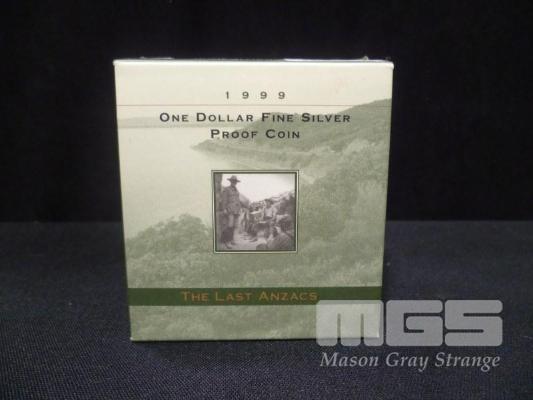 1999
ONE DOLLAR FINE SILVER
PROOF COIN
THE LAST ANZACS
MGS
Mason Gray Strange